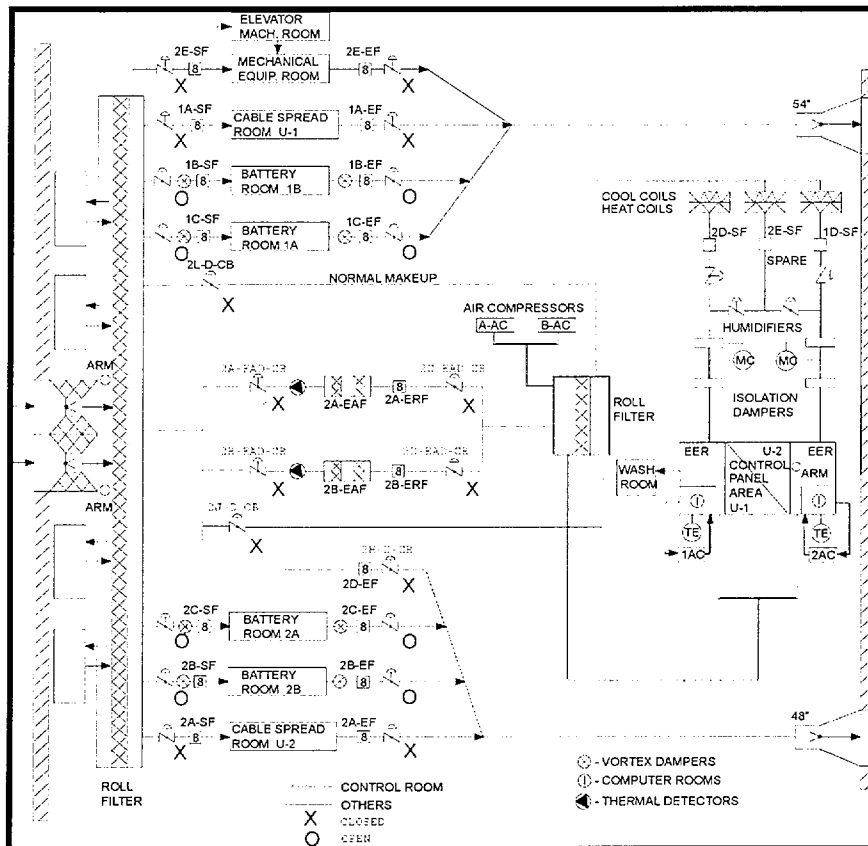 ELEVATOR
MACH. ROOM
2E-SF
MECHANICAL
EQUIP. ROOM
2E-EF
8
8
X
X
1A-SF
CABLE SPREAD
ROOM U-1
1A-EF
8
8
X
X
54"
1B-SF
BATTERY
ROOM 1B
1B-EF
8
8
O
O
1C-SF
BATTERY
ROOM 1A
1C-EF
8
8
O
O
COOL COILS
HEAT COILS
2D-SF
2E-SF
1D-SF
SPARE
2L-D-CB
X
NORMAL MAKEUP
AIR COMPRESSORS
A-AC
B-AC
HUMIDIFIERS
MC
MC
ARM
X
2A-EAF
8
2A-ERF
X
ROLL
FILTER
ISOLATION
DAMPERS
X
2B-EAF
8
2B-ERF
X
WASH
ROOM
EER
U-2
CONTROL
PANEL
AREA
U-1
EER
ARM
TE
TE
1AC
2AC
ARM
X
8
2D-EF
X
2C-SF
BATTERY
ROOM 2A
2C-EF
8
8
O
O
2B-SF
BATTERY
ROOM 2B
2B-EF
8
8
O
O
2A-SF
CABLE SPREAD
ROOM U-2
2A-EF
8
8
X
X
48"
ROLL
FILTER
CONTROL ROOM
OTHERS
X CLOSED
O OPEN
- VORTEX DAMPERS
- COMPUTER ROOMS
- THERMAL DETECTORS